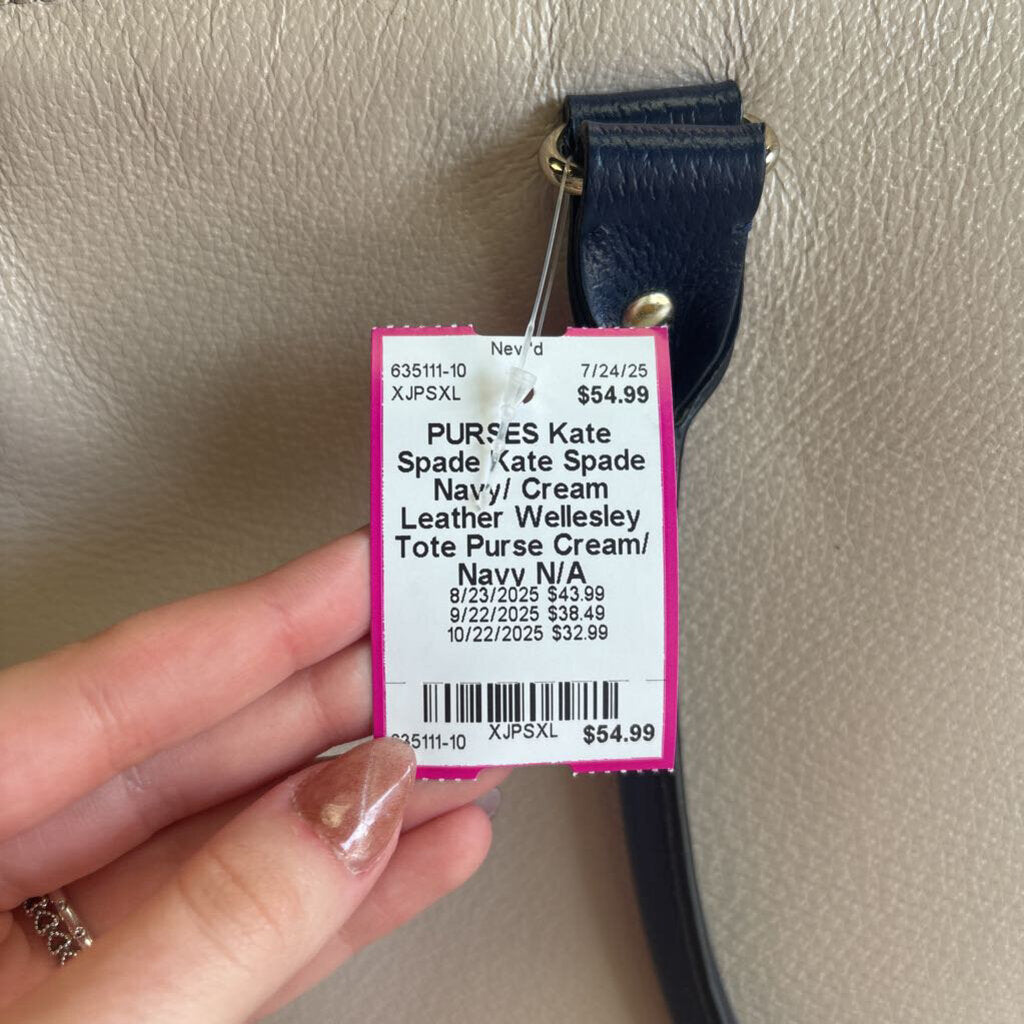 New'd
635111-10 7/24/25
XJPSXL $54.99
PURSES Kate
Spade Kate Spade
Navy/ Cream
Leather Wellesley
Tote Purse Cream/
Navy N/A
8/23/2025 $43.99
9/22/2025 $38.49
10/22/2025 $32.99
635111-10 XJPSXL $54.99